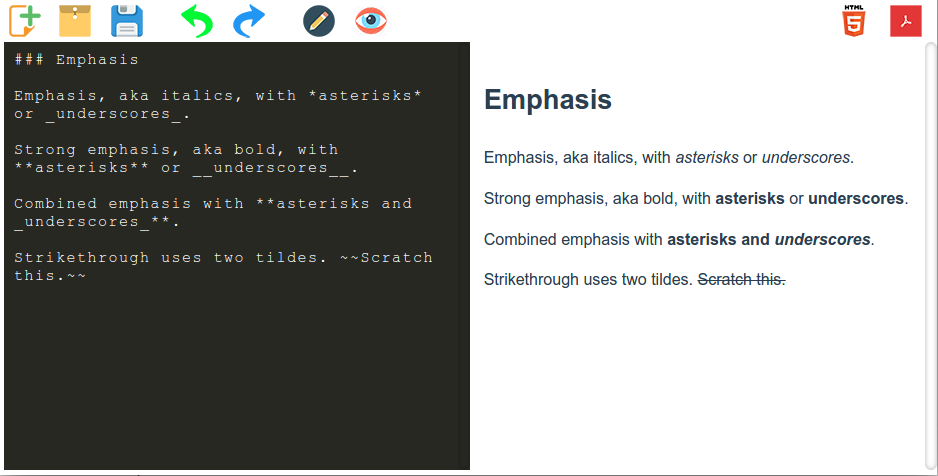 HTML
5
### Emphasis
Emphasis, aka italics, with *asterisks*
or _underscores_.
Strong emphasis, aka bold, with
**asterisks** or __underscores__.
Combined emphasis with **asterisks and
_underscores_**.
Strikethrough uses two tildes. ~~Scratch
this.~~
Emphasis
Emphasis, aka italics, with asterisks or underscores.
Strong emphasis, aka bold, with asterisks or underscores.
Combined emphasis with asterisks and underscores.
Strikethrough uses two tildes. Scratch this.